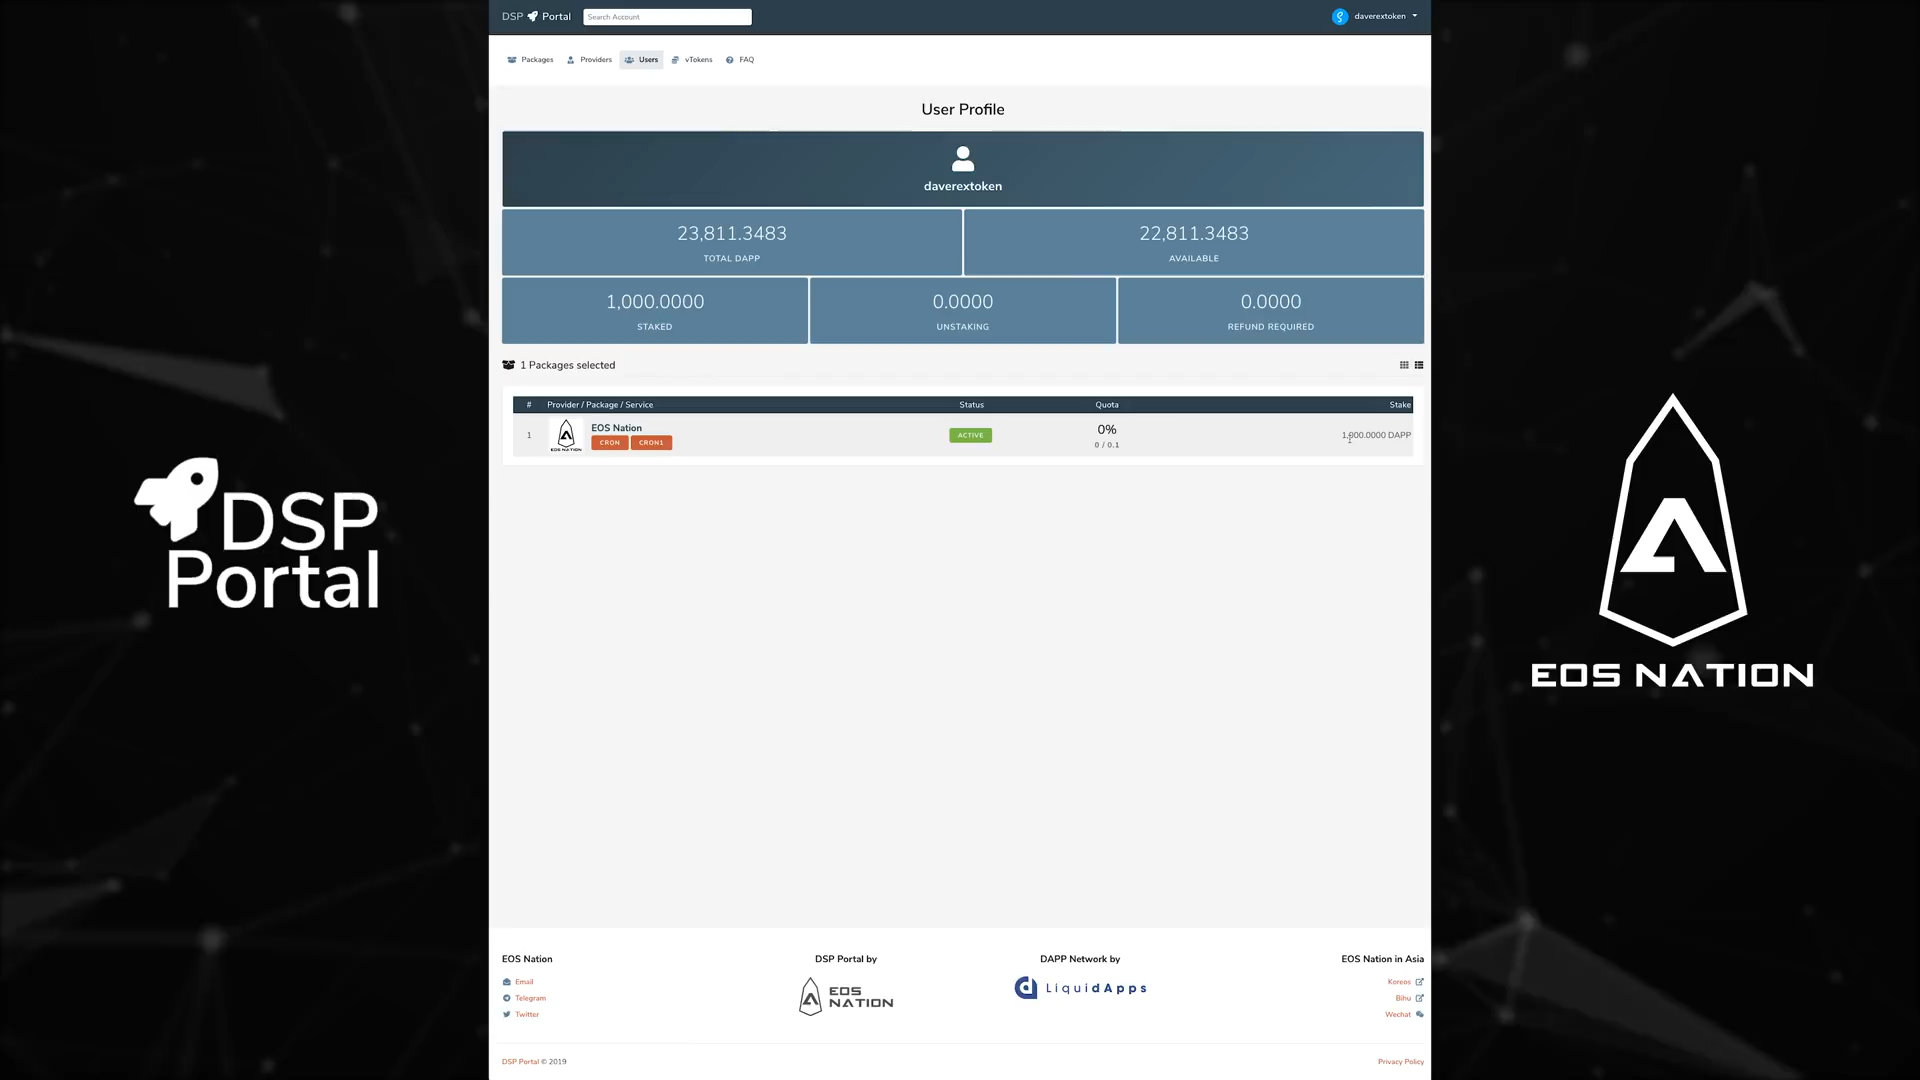 DSP Portal
Search Account
daverextoken
Packages Providers Users vTokens FAQ
User Profile
daverextoken
23,811.3483
TOTAL DAPP
22,811.3483
AVAILABLE
1,000.0000
STAKED
0.0000
UNSTAKING
0.0000
REFUND REQUIRED
1 Packages selected
# Provider / Package / Service Status Quota Stake
1
EOS NATION
EOS Nation
CRON CRON1
ACTIVE
0%
0 / 0.1
1,000.0000 DAPP
DSP
Portal
EOS NATION
EOS Nation
Email
Telegram
Twitter
DSP Portal by
EOS
NATION
DAPP Network by
LiquidApps
EOS Nation in Asia
Koreos
Bihu
Wechat
DSP Portal © 2019
Privacy Policy